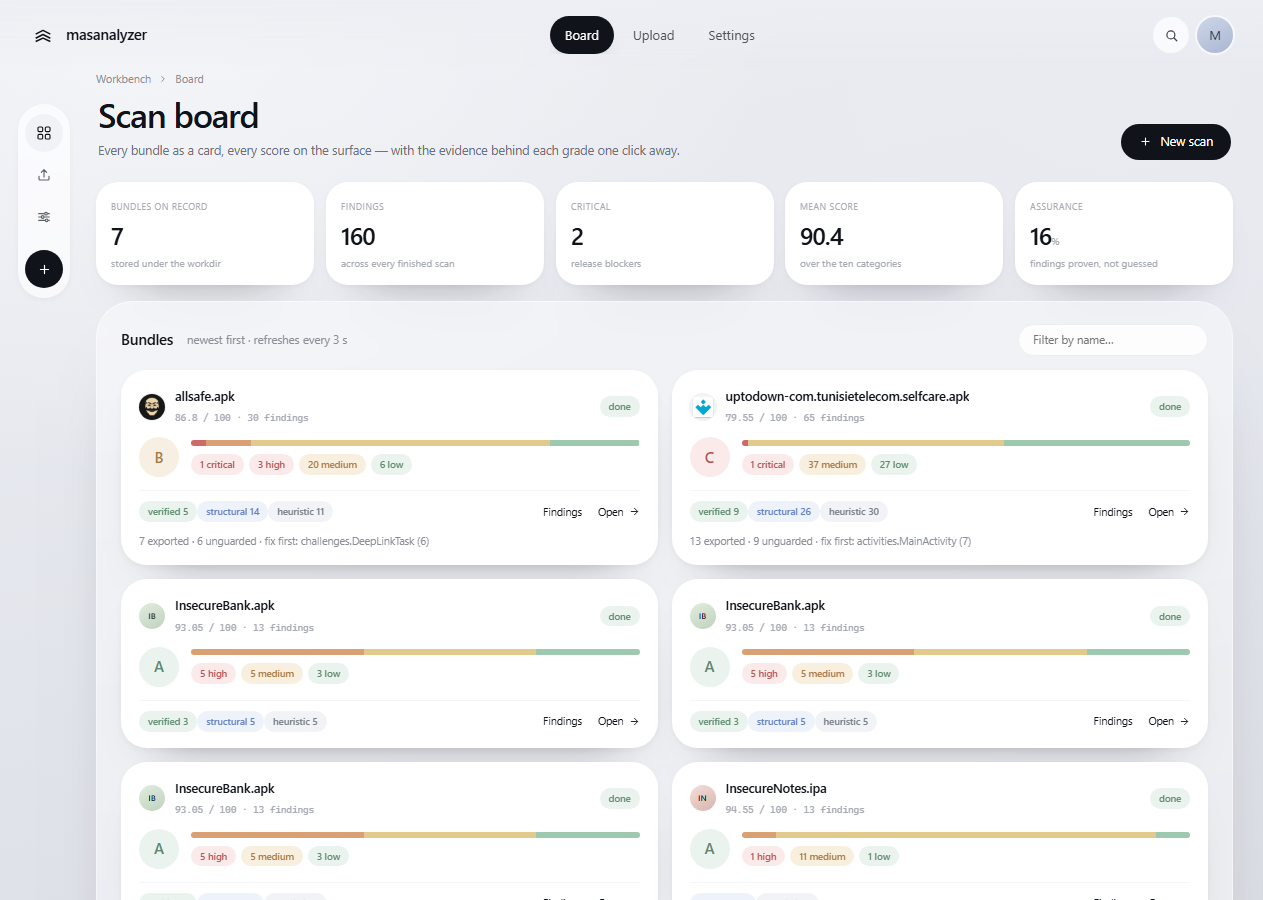 masanalyzer
Board Upload Settings
M
Workbench > Board
Scan board
Every bundle as a card, every score on the surface — with the evidence behind each grade one click away.
+ New scan
BUNDLES ON RECORD
7
stored under the workdir
FINDINGS
160
across every finished scan
CRITICAL
2
release blockers
MEAN SCORE
90.4
over the ten categories
ASSURANCE
16%
findings proven, not guessed
Bundles newest first · refreshes every 3 s
Filter by name...
allsafe.apk
86.8 / 100 · 30 findings
done
B
1 critical 3 high 20 medium 6 low
verified 5 structural 14 heuristic 11
Findings Open →
7 exported · 6 unguarded · fix first: challenges.DeepLinkTask (6)
uptodown-com.tunisietelecom.selfcare.apk
79.55 / 100 · 65 findings
done
C
1 critical 37 medium 27 low
verified 9 structural 26 heuristic 30
Findings Open →
13 exported · 9 unguarded · fix first: activities.MainActivity (7)
IB
InsecureBank.apk
93.05 / 100 · 13 findings
done
A
5 high 5 medium 3 low
verified 3 structural 5 heuristic 5
Findings Open →
IB
InsecureBank.apk
93.05 / 100 · 13 findings
done
A
5 high 5 medium 3 low
verified 3 structural 5 heuristic 5
Findings Open →
IB
InsecureBank.apk
93.05 / 100 · 13 findings
done
A
5 high 5 medium 3 low
IN
InsecureNotes.ipa
94.55 / 100 · 13 findings
done
A
1 high 11 medium 1 low